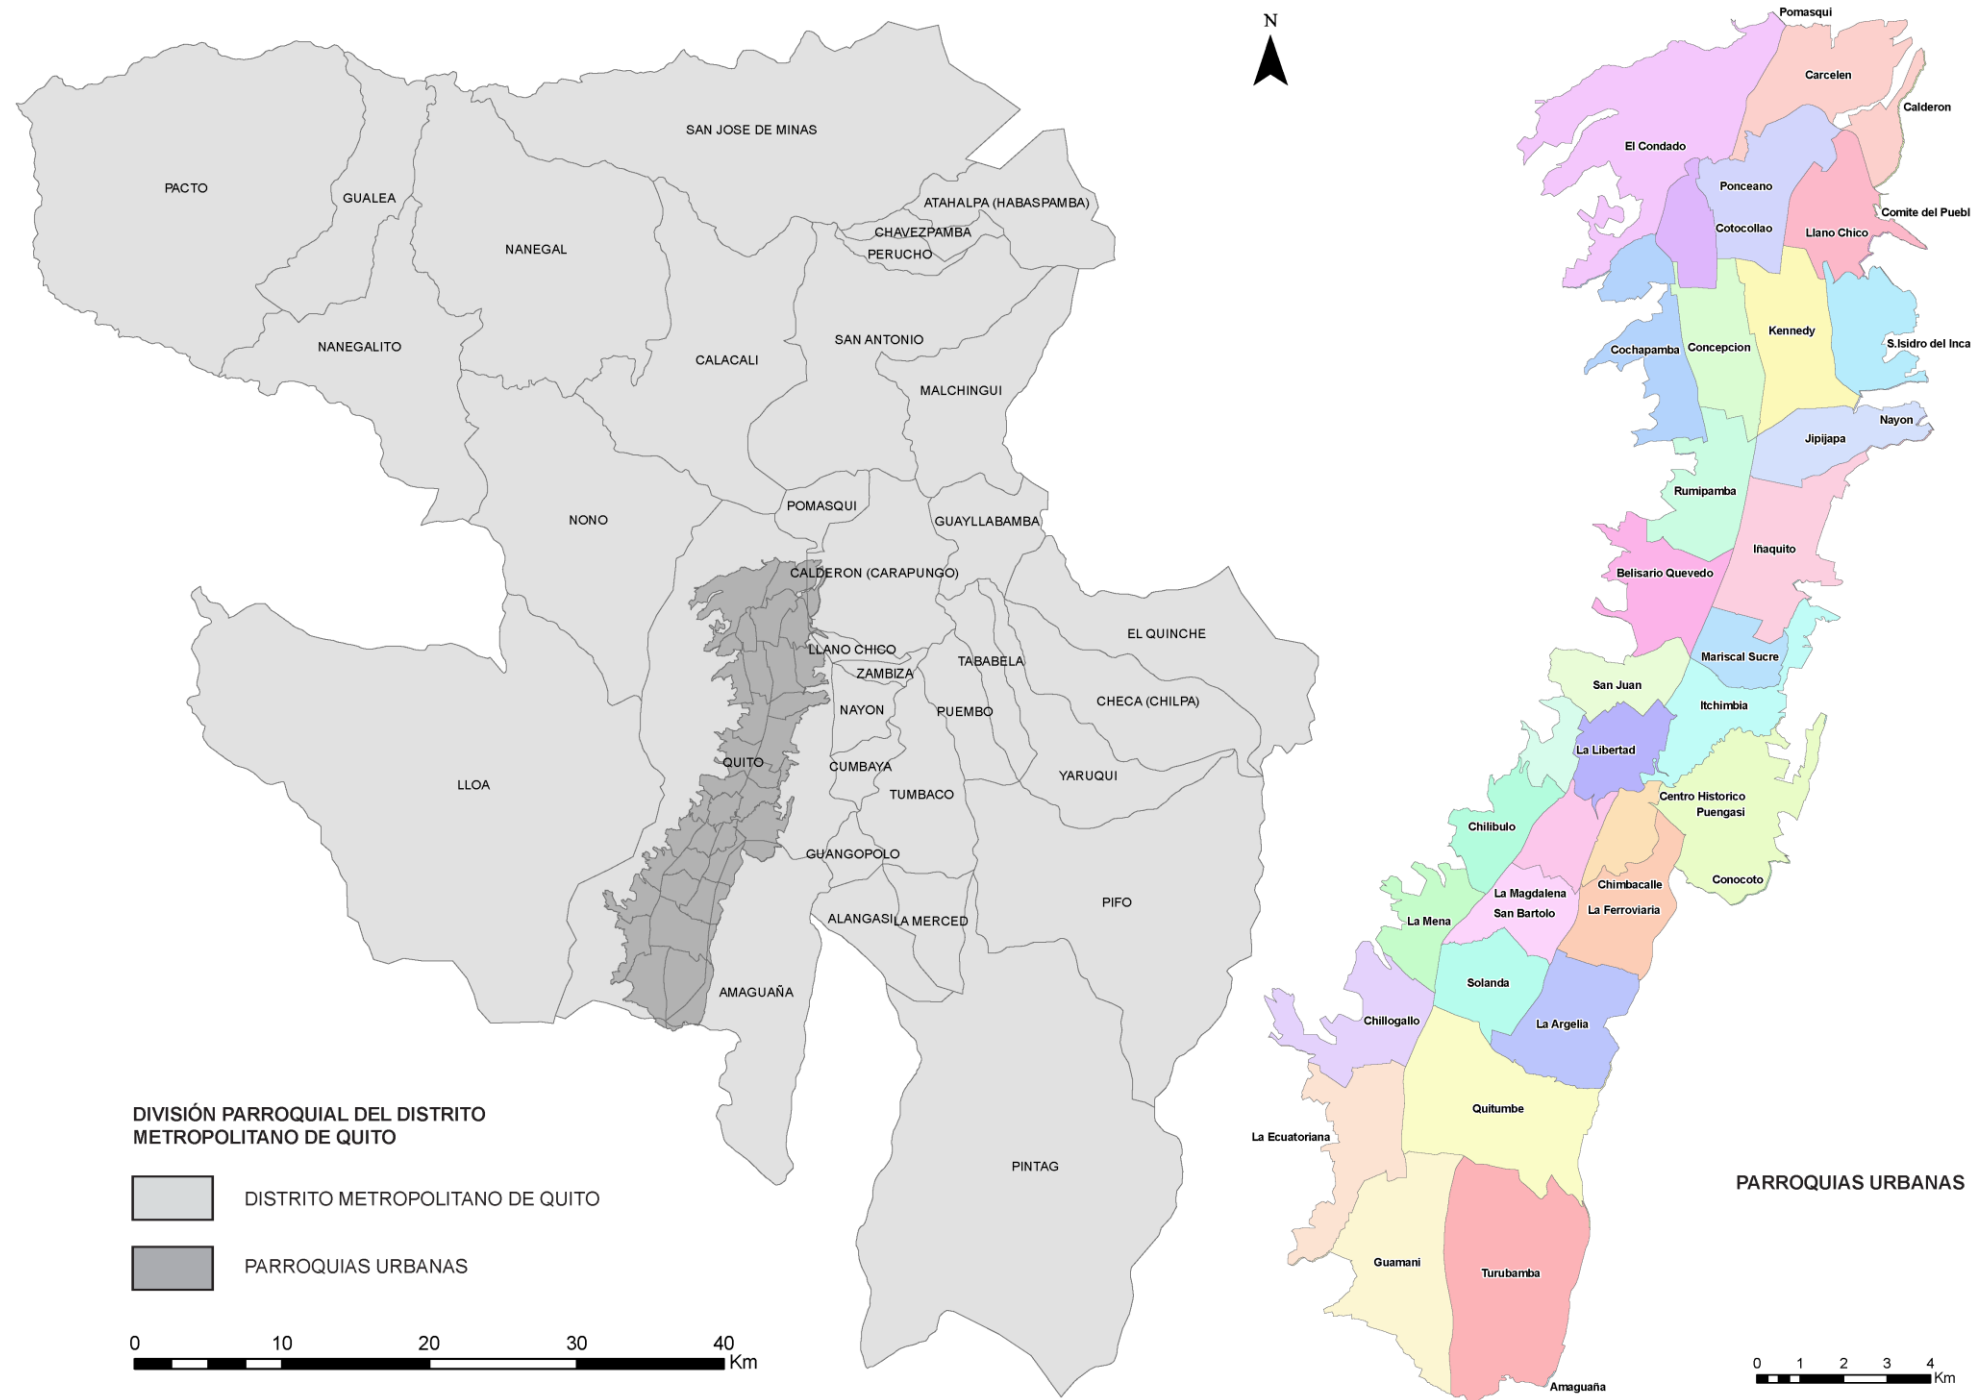 SAN JOSE DE MINAS
PACTO
GUALEA
ATAHALPA (HABASPAMBA)
CHAVEZPAMBA
PERUCHO
NANEGAL
SAN ANTONIO
NANEGALITO
CALACALI
MALCHINGUI
POMASQUI
NONO
GUAYLLABAMBA
CALDERON (CARAPUNGO)
EL QUINCHE
LLANO CHICO
TABABELA
ZAMBIZA
CHECA (CHILPA)
NAYON
PUEMBO
QUITO
CUMBAYA
YARUQUI
LLOA
TUMBACO
GUANGOPOLO
PIFO
ALANGASI
LA MERCED
AMAGUAÑA
PINTAG
DIVISIÓN PARROQUIAL DEL DISTRITO
METROPOLITANO DE QUITO
DISTRITO METROPOLITANO DE QUITO
PARROQUIAS URBANAS
0 10 20 30 40
Km
N
Pomasqui
Carcelen
Calderon
El Condado
Ponceano
Comite del Puebl
Cotocollao
Llano Chico
Kennedy
S.Isidro del Inca
Concepcion
Cochapamba
Nayon
Jipijapa
Rumipamba
Iñaquito
Belisario Quevedo
Mariscal Sucre
San Juan
Itchimbia
La Libertad
Centro Historico
Puengasi
Chilibulo
Conocoto
Chimbacalle
La Magdalena
La Ferroviaria
San Bartolo
La Mena
Solanda
Chillogallo
La Argelia
Quitumbe
La Ecuatoriana
PARROQUIAS URBANAS
Guamani
Turubamba
0 1 2 3 4
Km
Amaguaña